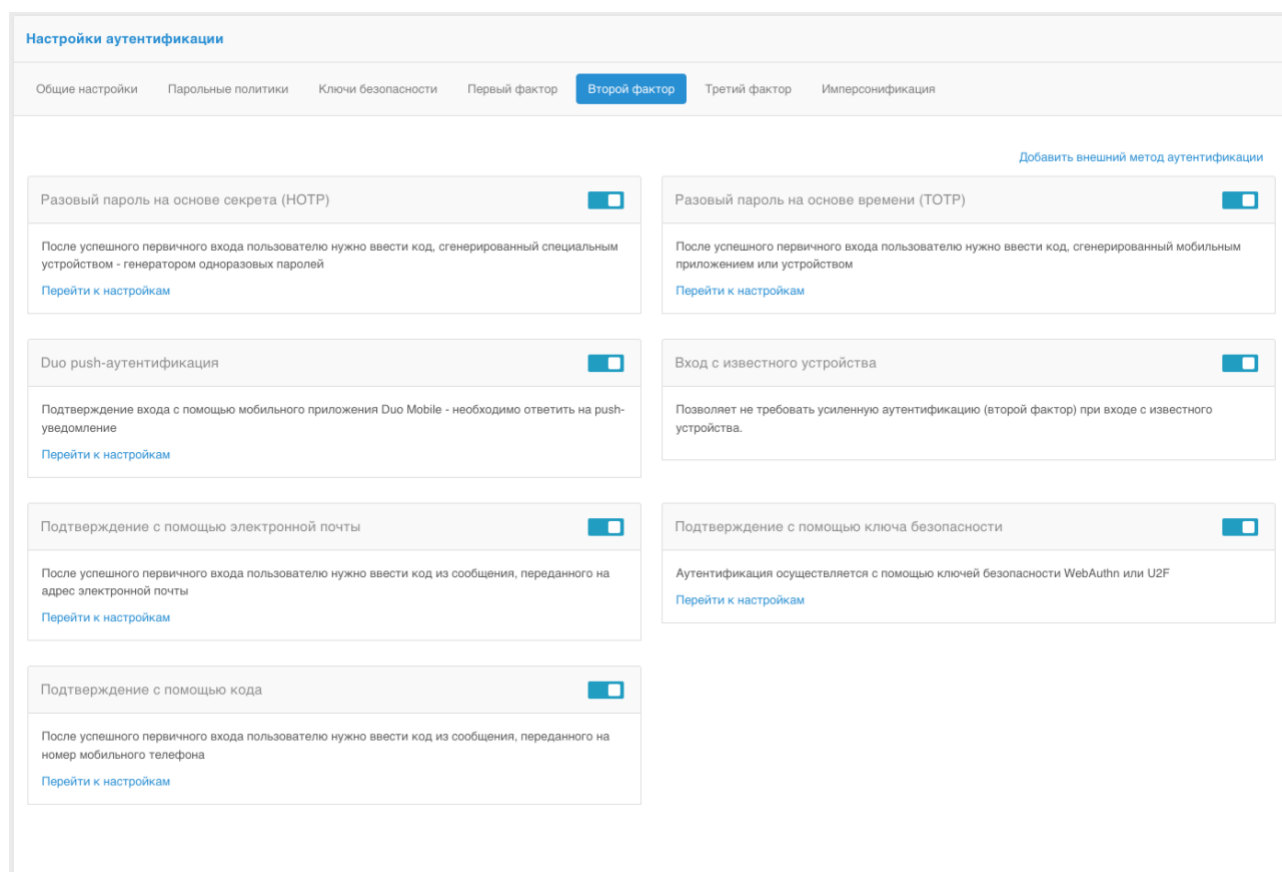 Настройки аутентификации
Общие настройки Парольные политики Ключи безопасности Первый фактор Второй фактор Третий фактор Имперсонификация
Добавить внешний метод аутентификации
Разовый пароль на основе секрета (HOTP)
После успешного первичного входа пользователю нужно ввести код, сгенерированный специальным
устройством - генератором одноразовых паролей
Перейти к настройкам
Разовый пароль на основе времени (TOTP)
После успешного первичного входа пользователю нужно ввести код, сгенерированный мобильным
приложением или устройством
Перейти к настройкам
Duo push-аутентификация
Подтверждение входа с помощью мобильного приложения Duo Mobile - необходимо ответить на push-
уведомление
Перейти к настройкам
Вход с известного устройства
Позволяет не требовать усиленную аутентификацию (второй фактор) при входе с известного
устройства.
Подтверждение с помощью электронной почты
После успешного первичного входа пользователю нужно ввести код из сообщения, переданного на
адрес электронной почты
Перейти к настройкам
Подтверждение с помощью ключа безопасности
Аутентификация осуществляется с помощью ключей безопасности WebAuthn или U2F
Перейти к настройкам
Подтверждение с помощью кода
После успешного первичного входа пользователю нужно ввести код из сообщения, переданного на
номер мобильного телефона
Перейти к настройкам